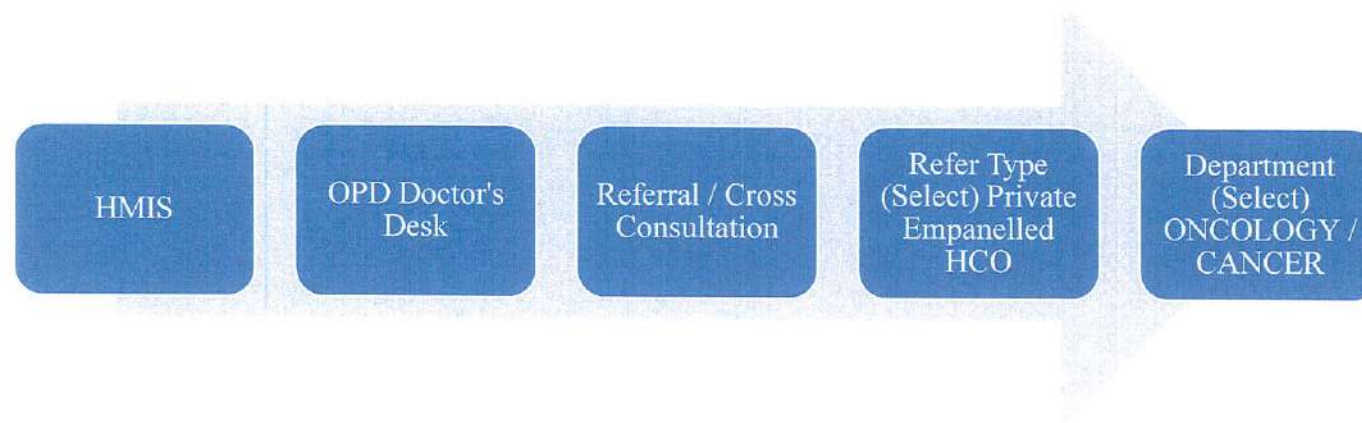 HMIS
OPD Doctor's
Desk
Referral / Cross
Consultation
Refer Type
(Select) Private
Empanelled
HCO
Department
(Select)
ONCOLOGY /
CANCER